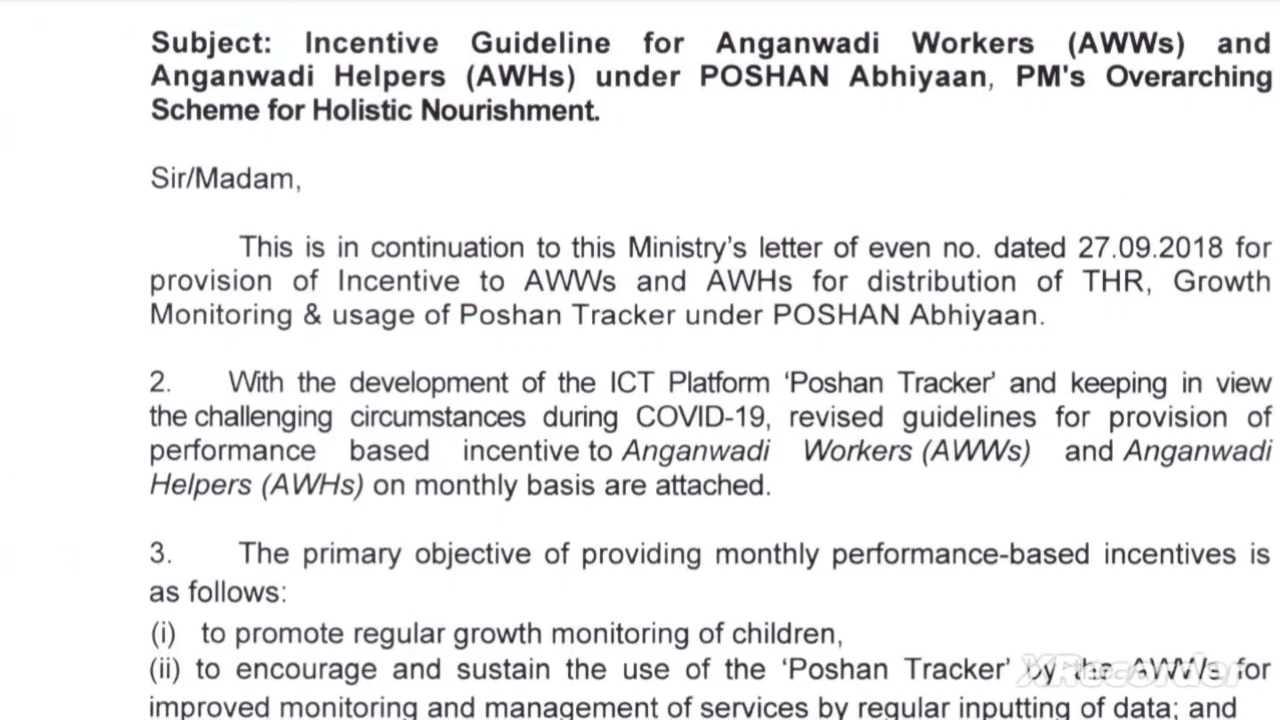 Subject: Incentive Guideline for Anganwadi Workers (AWWs) and
Anganwadi Helpers (AWHs) under POSHAN Abhiyaan, PM's Overarching
Scheme for Holistic Nourishment.
Sir/Madam,
This is in continuation to this Ministry's letter of even no. dated 27.09.2018 for
provision of Incentive to AWWs and AWHs for distribution of THR, Growth
Monitoring & usage of Poshan Tracker under POSHAN Abhiyaan.
2. With the development of the ICT Platform 'Poshan Tracker' and keeping in view
the challenging circumstances during COVID-19, revised guidelines for provision of
performance based incentive to Anganwadi Workers (AWWs) and Anganwadi
Helpers (AWHs) on monthly basis are attached.
3. The primary objective of providing monthly performance-based incentives is
as follows:
(i) to promote regular growth monitoring of children,
(ii) to encourage and sustain the use of the 'Poshan Tracker' by the AWWs for
improved monitoring and management of services by regular inputting of data; and
XRecorder